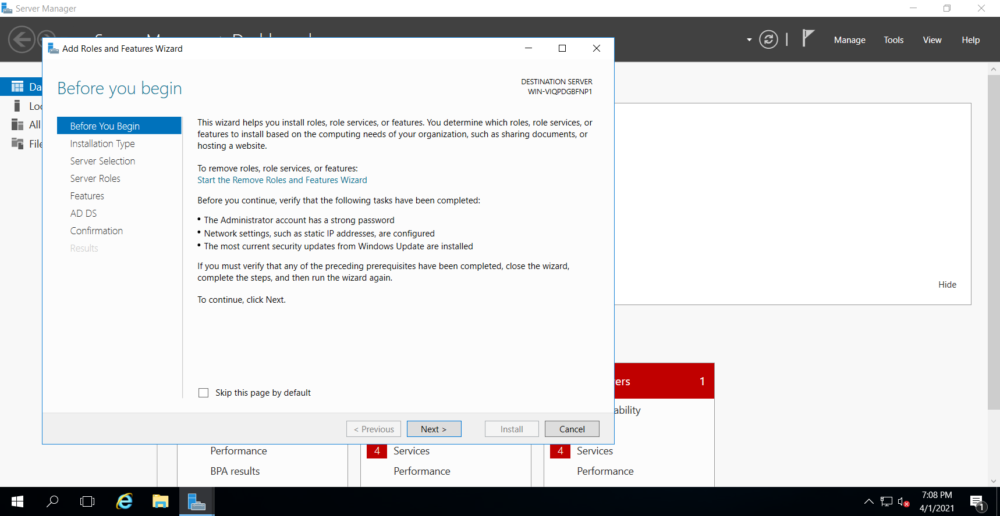 Server Manager
Manage
Tools
View
Help
Add Roles and Features Wizard
Before you begin
DESTINATION SERVER
WIN-VIQPDGBFNP1
Before You Begin
Installation Type
Server Selection
Server Roles
Features
AD DS
Confirmation
Results
This wizard helps you install roles, role services, or features. You determine which roles, role services, or
features to install based on the computing needs of your organization, such as sharing documents, or
hosting a website.
To remove roles, role services, or features:
Start the Remove Roles and Features Wizard
Before you continue, verify that the following tasks have been completed:
• The Administrator account has a strong password
• Network settings, such as static IP addresses, are configured
• The most current security updates from Windows Update are installed
If you must verify that any of the preceding prerequisites have been completed, close the wizard,
complete the steps, and then run the wizard again.
To continue, click Next.
Skip this page by default
< Previous
Next >
Install
Cancel
Da
Loc
All
File
Hide
ers
1
ability
Performance
BPA results
4 Services
Performance
4 Services
Performance
7:08 PM
4/1/2021
1